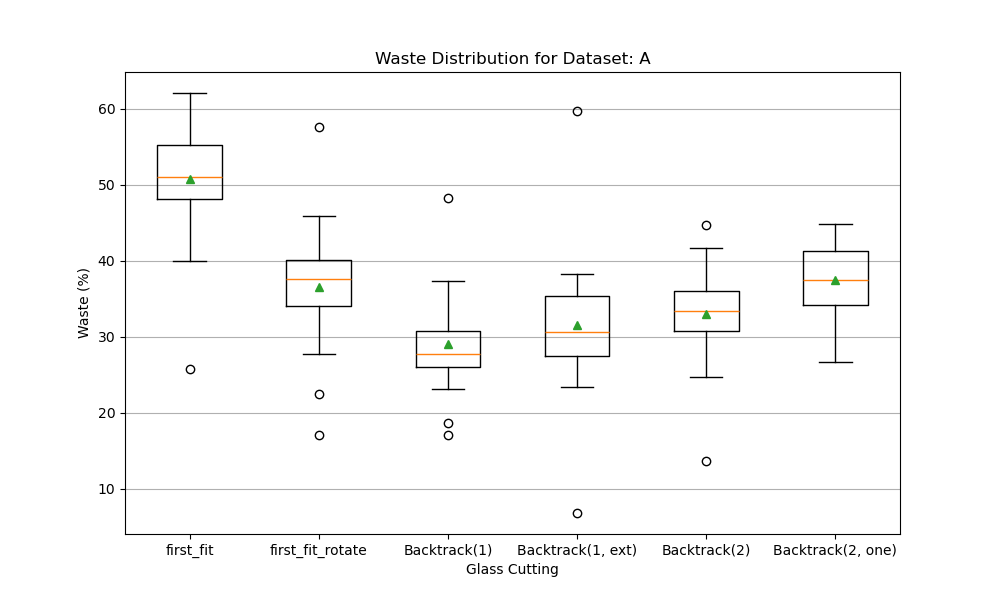 Waste Distribution for Dataset: A
Waste (%)
60
50
40
30
20
10
first_fit first_fit_rotate Backtrack(1) Backtrack(1, ext) Backtrack(2) Backtrack(2, one)
Glass Cutting